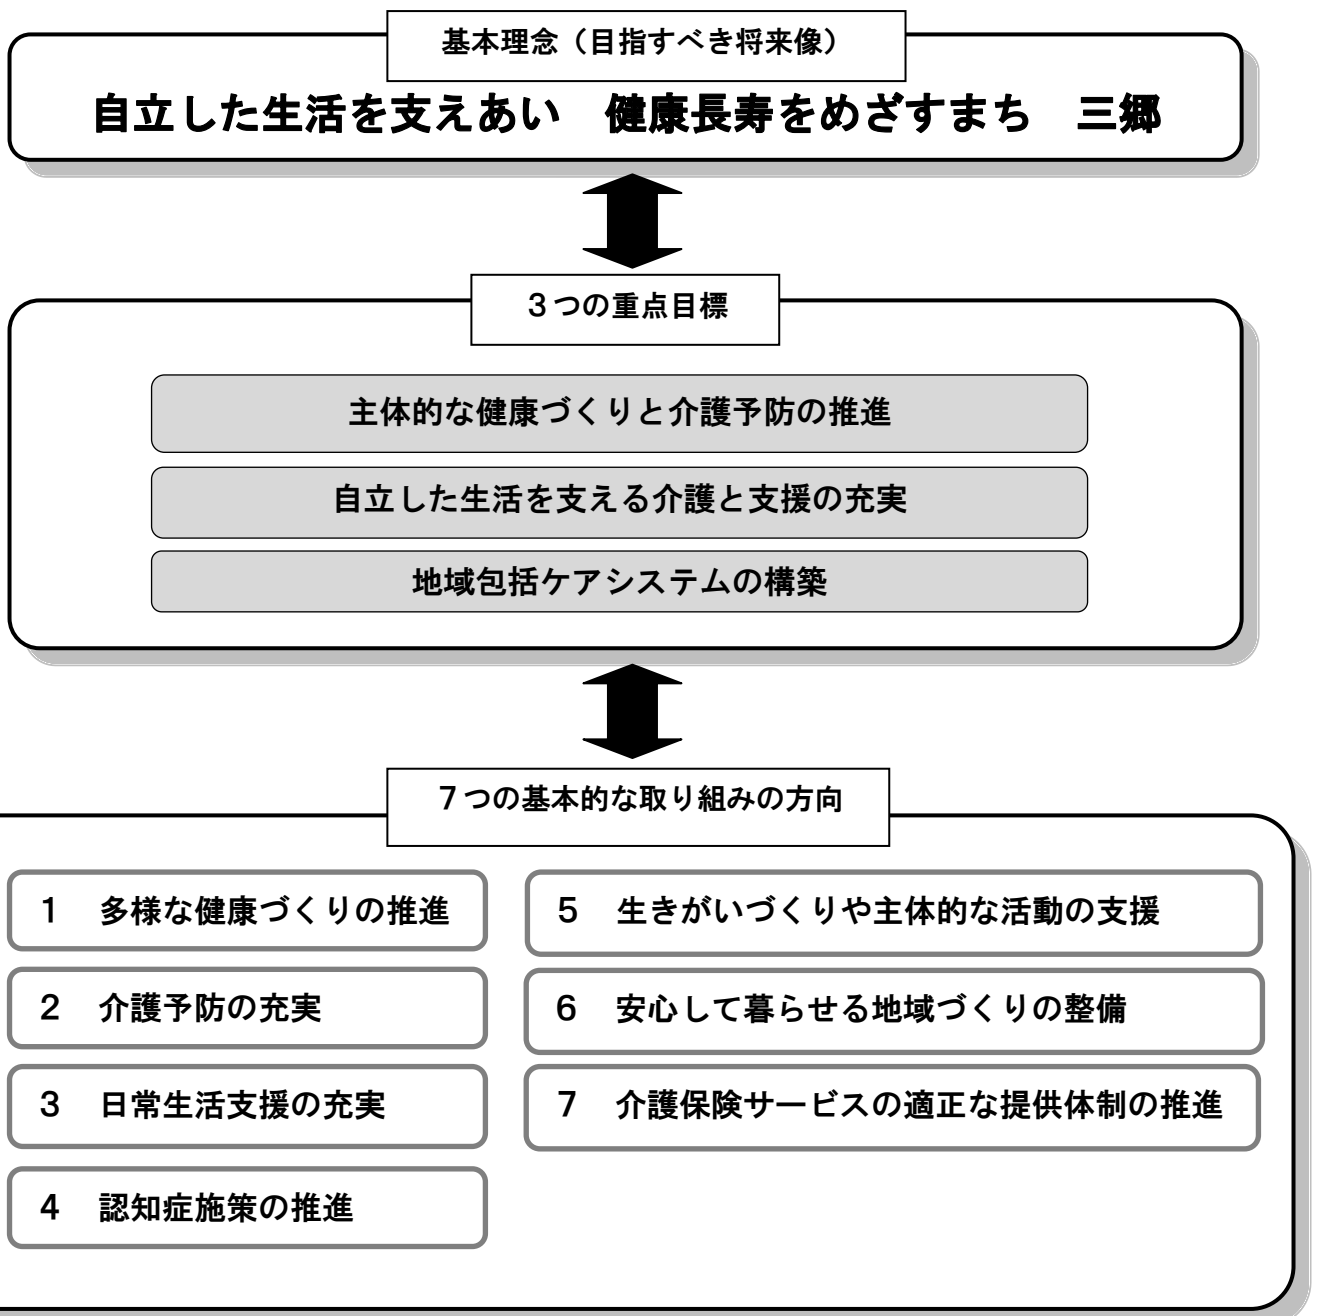 基本理念（目指すべき将来像）
自立した生活を支えあい　健康長寿をめざすまち　三郷
３つの重点目標
主体的な健康づくりと介護予防の推進
自立した生活を支える介護と支援の充実
地域包括ケアシステムの構築
７つの基本的な取り組みの方向
1　多様な健康づくりの推進
2　介護予防の充実
3　日常生活支援の充実
4　認知症施策の推進
5　生きがいづくりや主体的な活動の支援
6　安心して暮らせる地域づくりの整備
7　介護保険サービスの適正な提供体制の推進